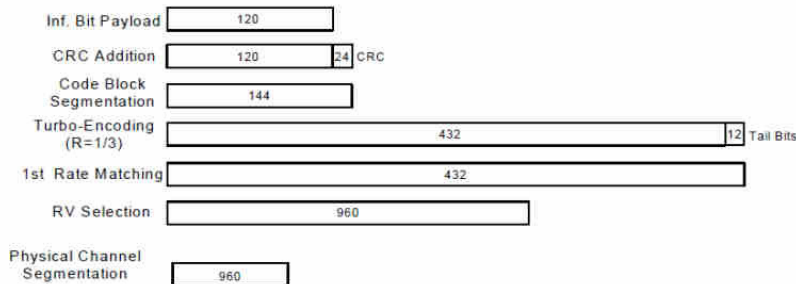 Inf. Bit Payload 120
CRC Addition 120 24 CRC
Code Block
Segmentation 144
Turbo-Encoding
(R=1/3) 432 12 Tail Bits
1st Rate Matching 432
RV Selection 960
Physical Channel
Segmentation 960